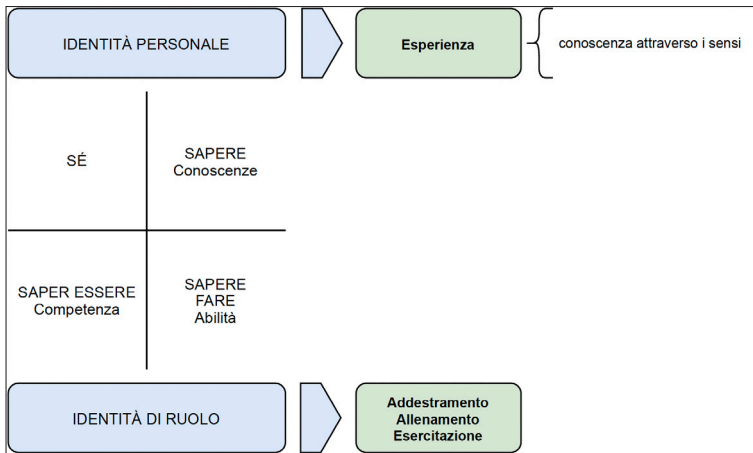 IDENTITÀ PERSONALE
Esperienza
conoscenza attraverso i sensi
SÉ
SAPERE
Conoscenze
SAPER ESSERE
Competenza
SAPERE
FARE
Abilità
IDENTITÀ DI RUOLO
Addestramento
Allenamento
Esercitazione